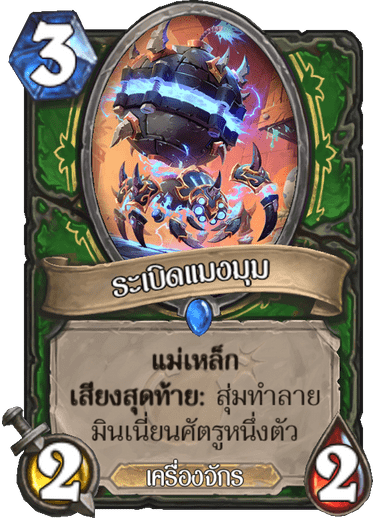 3
ระเบิดแมงมุม
แม่เหล็ก
เสียงสุดท้าย: สุ่มทำลาย
มินเนี่ยนศัตรูหนึ่งตัว
2
เครื่องจักร
2